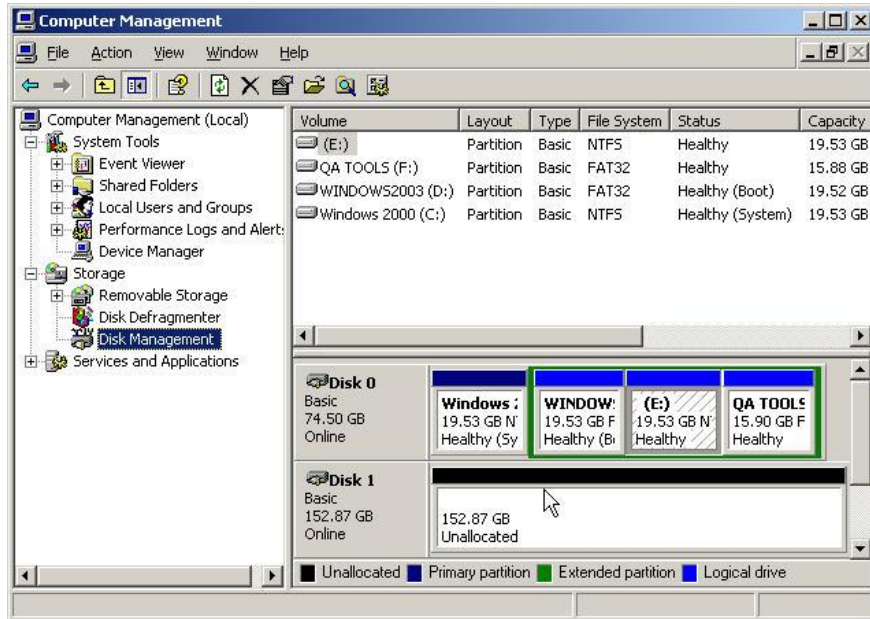 Computer Management
File Action View Window Help
Computer Management (Local)
System Tools
Event Viewer
Shared Folders
Local Users and Groups
Performance Logs and Alert
Device Manager
Storage
Removable Storage
Disk Defragmenter
Disk Management
Services and Applications
Volume Layout Type File System Status Capacity
(E:) Partition Basic NTFS Healthy 19.53 GB
QA TOOLS (F:) Partition Basic FAT32 Healthy 15.88 GB
WINDOWS2003 (D:) Partition Basic FAT32 Healthy (Boot) 19.52 GB
Windows 2000 (C:) Partition Basic NTFS Healthy (System) 19.53 GB
Disk 0
Basic
74.50 GB
Online
Windows
19.53 GB N
Healthy (Sy
WINDOW
19.53 GB F
Healthy (B
(E:)
19.53 GB N
Healthy
QA TOOLS
15.90 GB F
Healthy
Disk 1
Basic
152.87 GB
Online
152.87 GB
Unallocated
Unallocated Primary partition Extended partition Logical drive